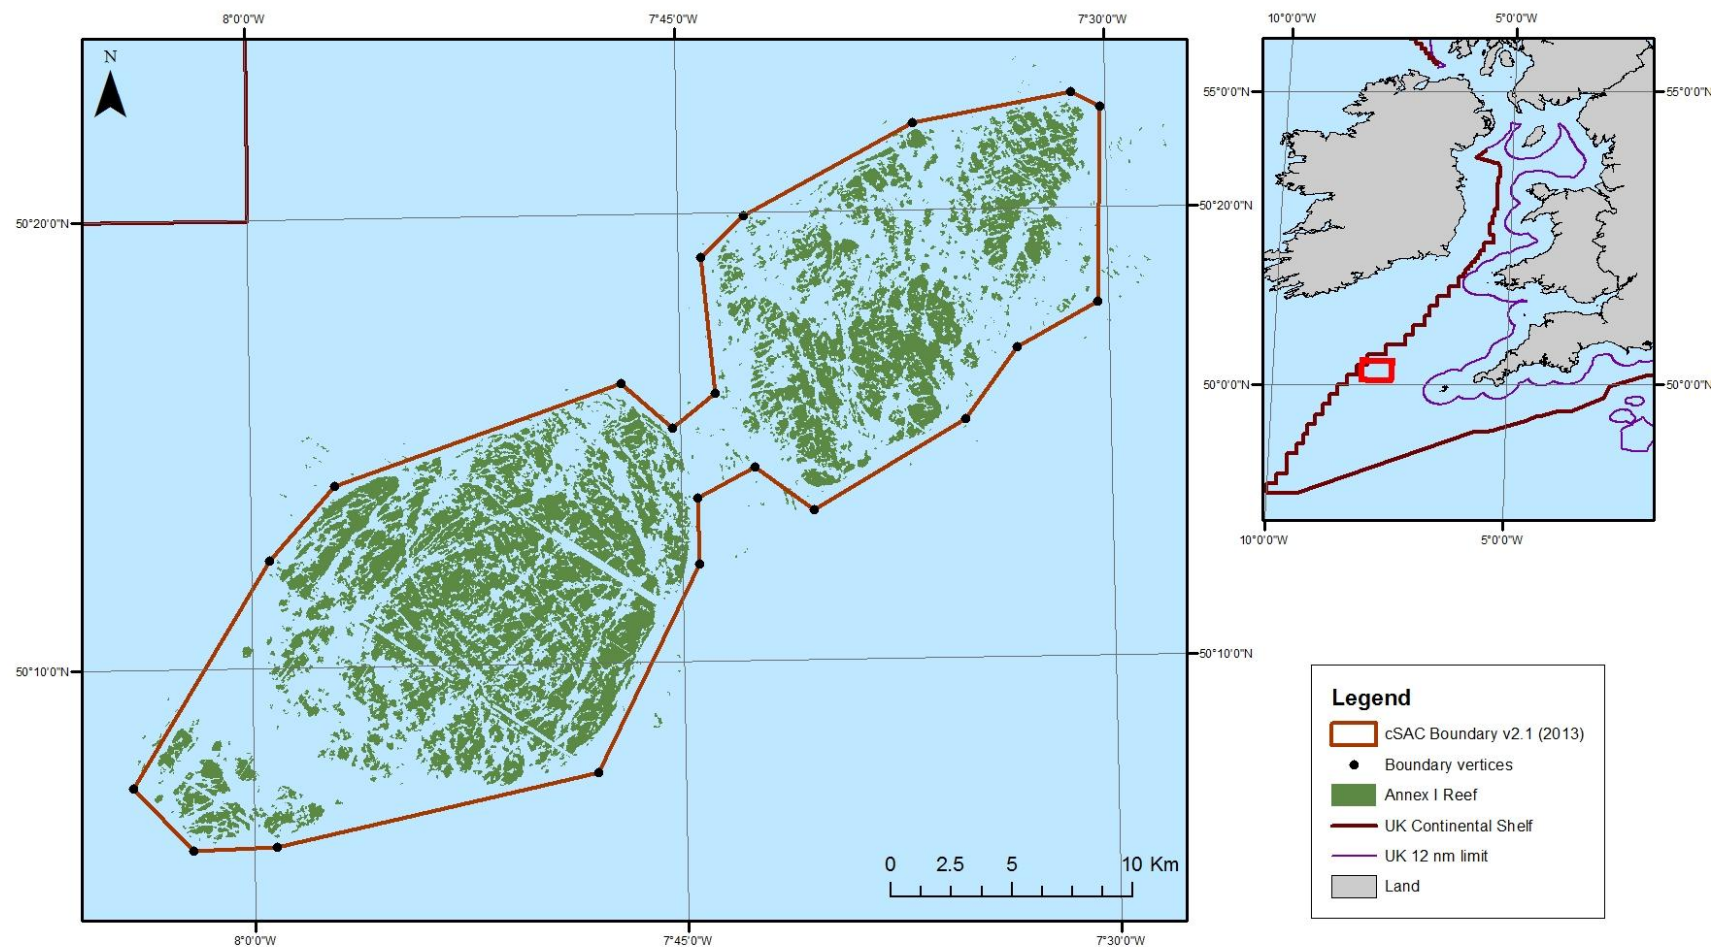 8°0'0"W
7°45'0"W
7°30'0"W
10°0'0"W
5°0'0"W
N
55°0'0"N
55°0'0"N
50°20'0"N
50°20'0"N
50°0'0"N
50°0'0"N
10°0'0"W
5°0'0"W
50°10'0"N
50°10'0"N
Legend
cSAC Boundary v2.1 (2013)
Boundary vertices
Annex I Reef
UK Continental Shelf
UK 12 nm limit
Land
0 2.5 5 10 Km
8°0'0"W
7°45'0"W
7°30'0"W